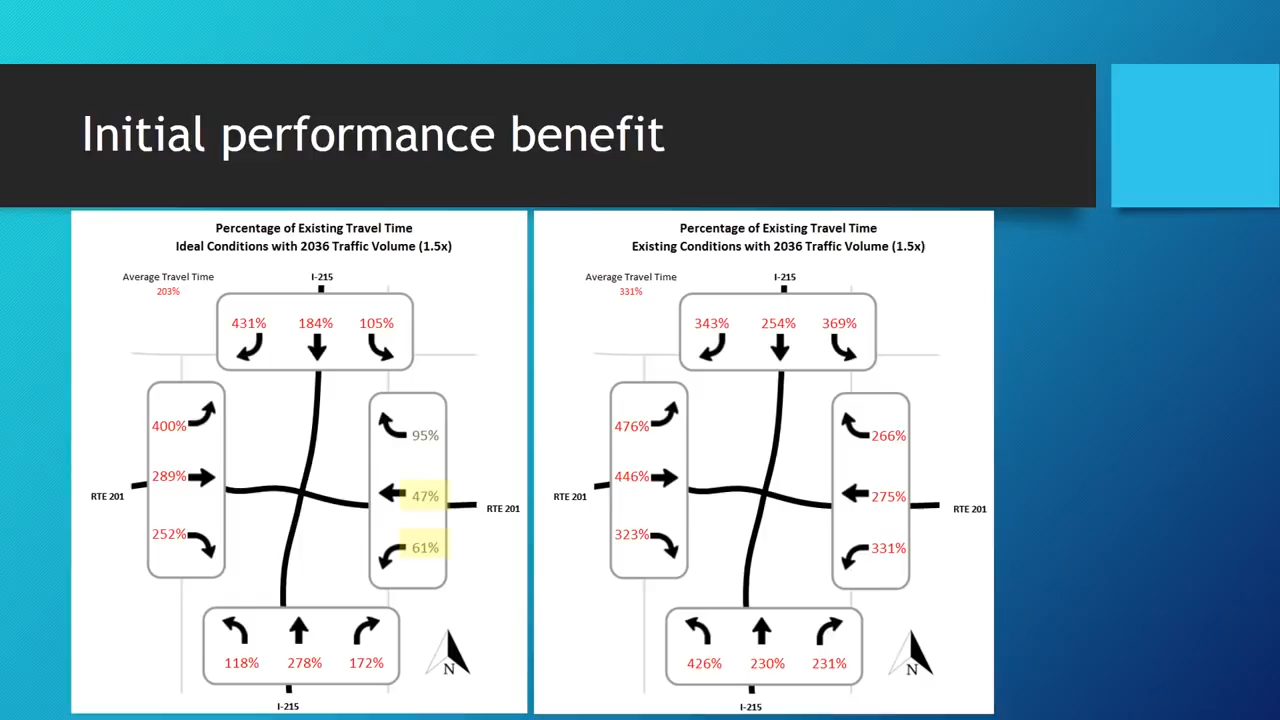 Initial performance benefit
Percentage of Existing Travel Time
Ideal Conditions with 2036 Traffic Volume (1.5x)
Average Travel Time
203%
I-215
431% 184% 105%
400%
289%
252%
95%
47%
61%
RTE 201
RTE 201
118% 278% 172%
N
I-215
Percentage of Existing Travel Time
Existing Conditions with 2036 Traffic Volume (1.5x)
Average Travel Time
331%
I-215
343% 254% 369%
476%
446%
323%
266%
275%
331%
RTE 201
RTE 201
426% 230% 231%
N
I-215